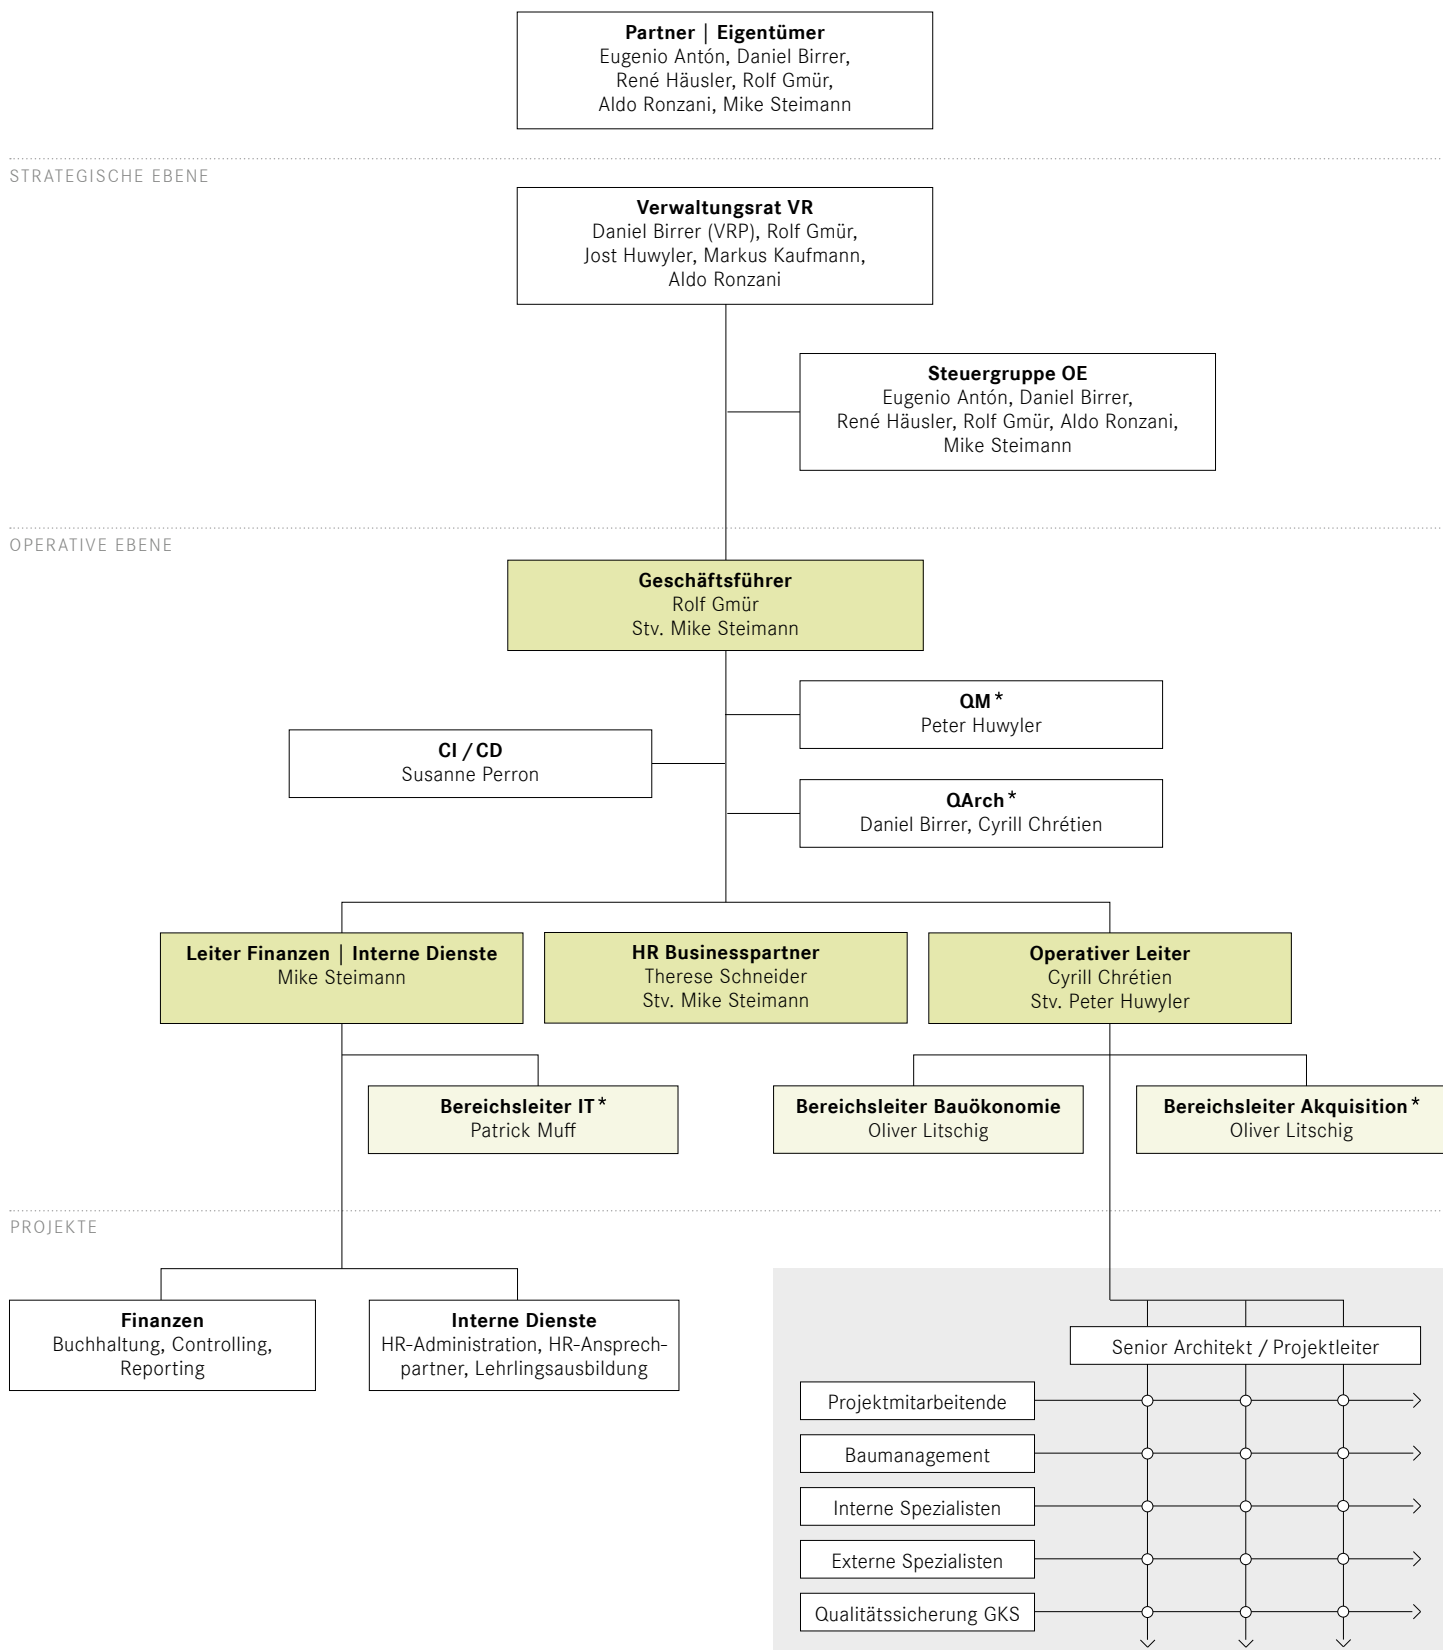 Partner | Eigentümer
Eugenio Antón, Daniel Birrer,
René Häusler, Rolf Gmür,
Aldo Ronzani, Mike Steimann
STRATEGISCHE EBENE
Verwaltungsrat VR
Daniel Birrer (VRP), Rolf Gmür,
Jost Huwyler, Markus Kaufmann,
Aldo Ronzani
Steuergruppe OE
Eugenio Antón, Daniel Birrer,
René Häusler, Rolf Gmür, Aldo Ronzani,
Mike Steimann
OPERATIVE EBENE
Geschäftsführer
Rolf Gmür
Stv. Mike Steimann
QM *
Peter Huwyler
CI / CD
Susanne Perron
QArch *
Daniel Birrer, Cyrill Chrétien
Leiter Finanzen | Interne Dienste
Mike Steimann
HR Businesspartner
Therese Schneider
Stv. Mike Steimann
Operativer Leiter
Cyrill Chrétien
Stv. Peter Huwyler
Bereichsleiter IT *
Patrick Muff
Bereichsleiter Bauökonomie
Oliver Litschig
Bereichsleiter Akquisition *
Oliver Litschig
PROJEKTE
Finanzen
Buchhaltung, Controlling,
Reporting
Interne Dienste
HR-Administration, HR-Ansprech-
partner, Lehrlingsausbildung
Senior Architekt / Projektleiter
Projektmitarbeitende
Baumanagement
Interne Spezialisten
Externe Spezialisten
Qualitätssicherung GKS